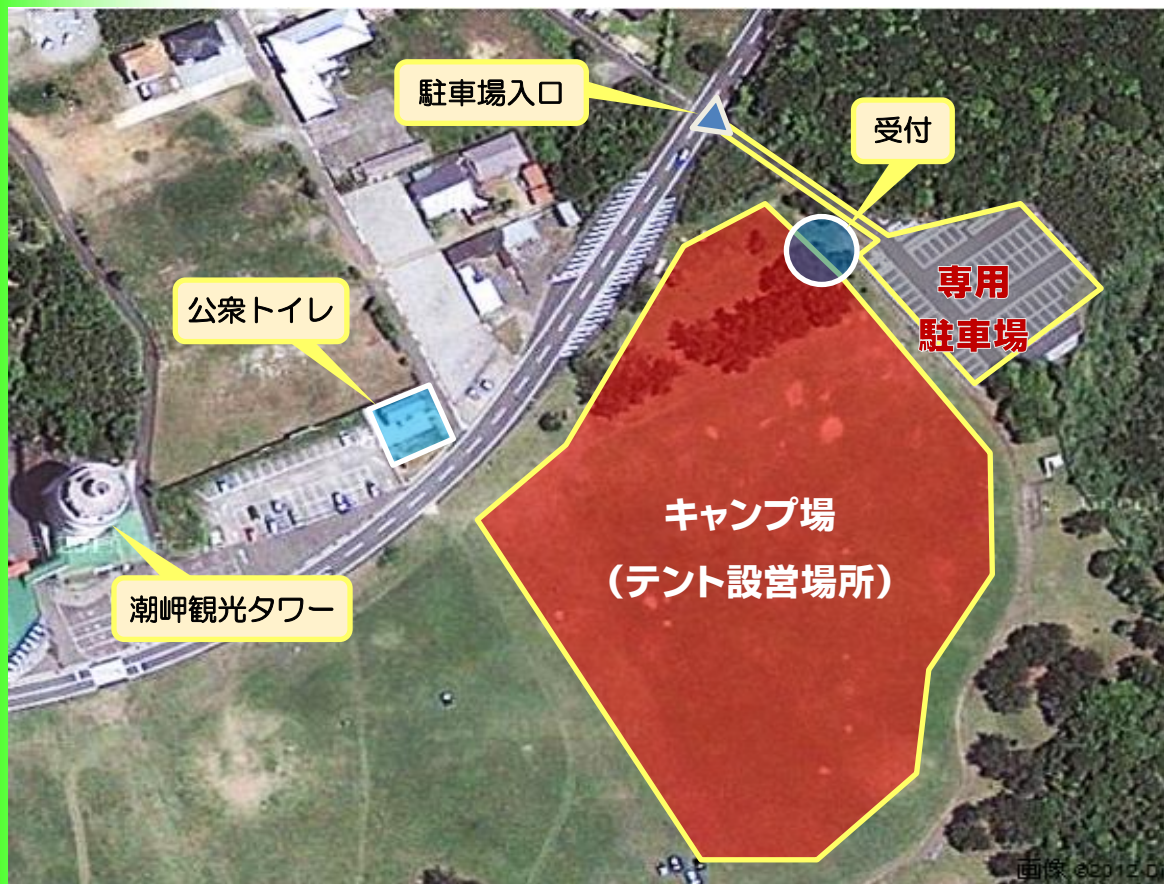 駐車場入口
受付
専用
駐車場
公衆トイレ
キャンプ場
（テント設営場所）
潮岬観光タワー
画像 ©2012 D